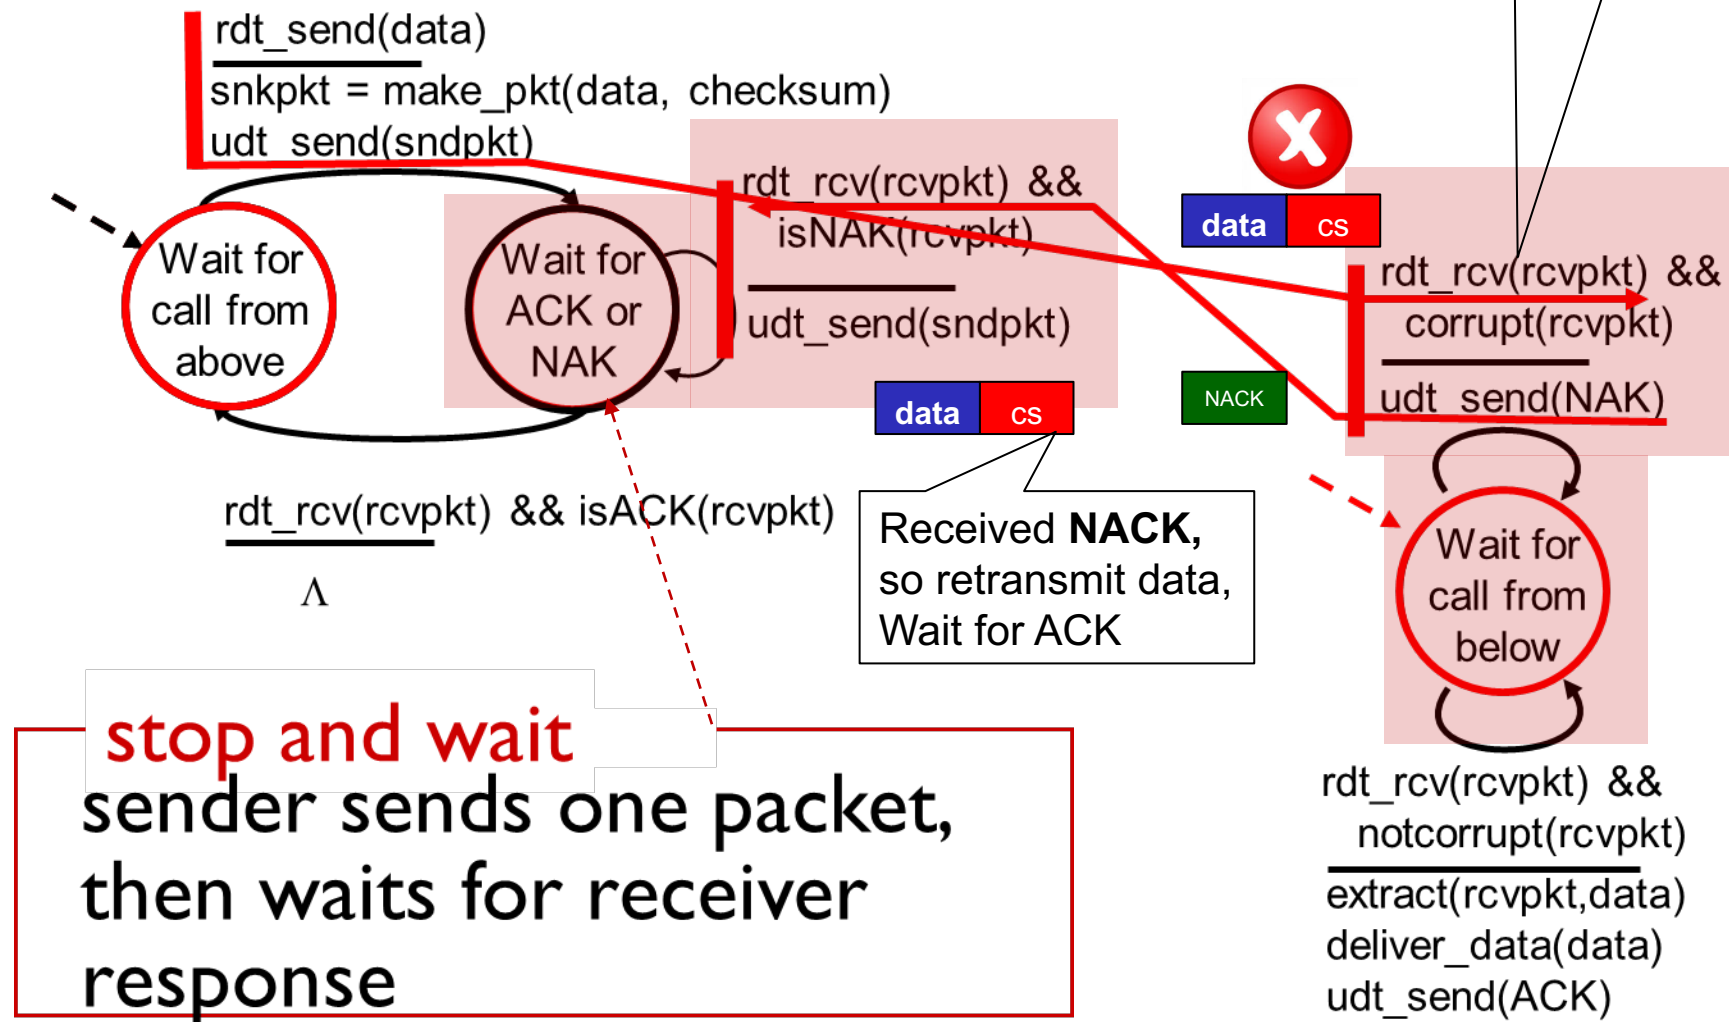 rdt_send(data)
snkpkt = make_pkt(data, checksum)
udt_send(sndpkt)
Wait for
call from
above
Wait for
ACK or
NAK
rdt_rcv(rcvpkt) &&
isNAK(rcvpkt)
udt_send(sndpkt)
rdt_rcv(rcvpkt) && isACK(rcvpkt)
Λ
data cs
Received NACK,
so retransmit data,
Wait for ACK
X
data cs
NACK
rdt_rcv(rcvpkt) &&
corrupt(rcvpkt)
udt_send(NAK)
Wait for
call from
below
rdt_rcv(rcvpkt) &&
notcorrupt(rcvpkt)
extract(rcvpkt,data)
deliver_data(data)
udt_send(ACK)
stop and wait
sender sends one packet,
then waits for receiver
response